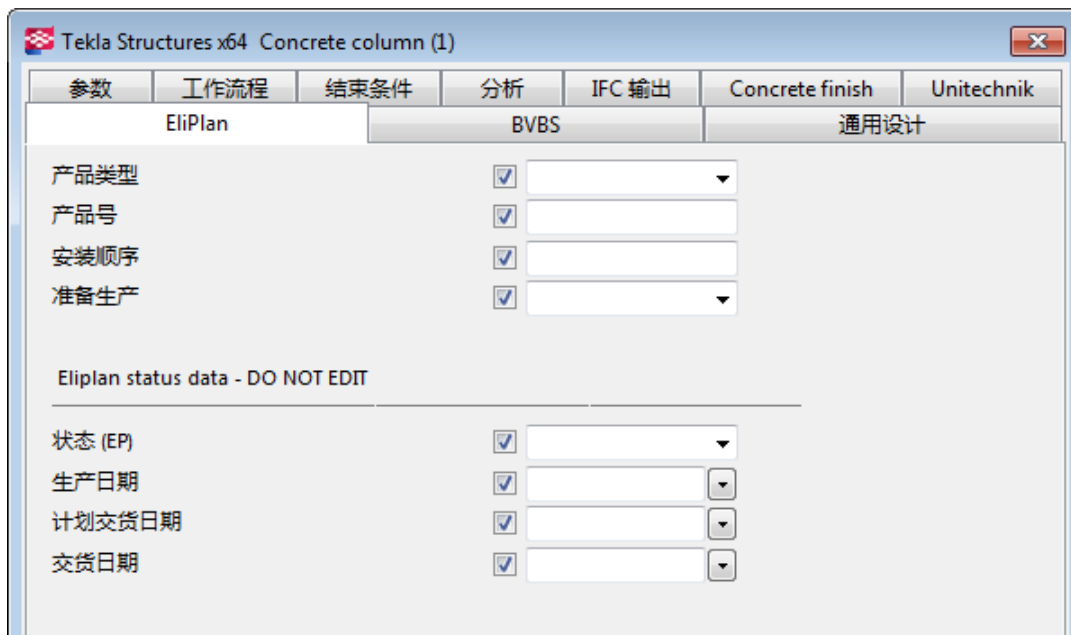 Tekla Structures x64 Concrete column (1)
参数 工作流程 结束条件 分析 IFC 输出 Concrete finish Unitechnik
EliPlan BVBS 通用设计
产品类型
产品号
安装顺序
准备生产
Eliplan status data - DO NOT EDIT
状态 (EP)
生产日期
计划交货日期
交货日期